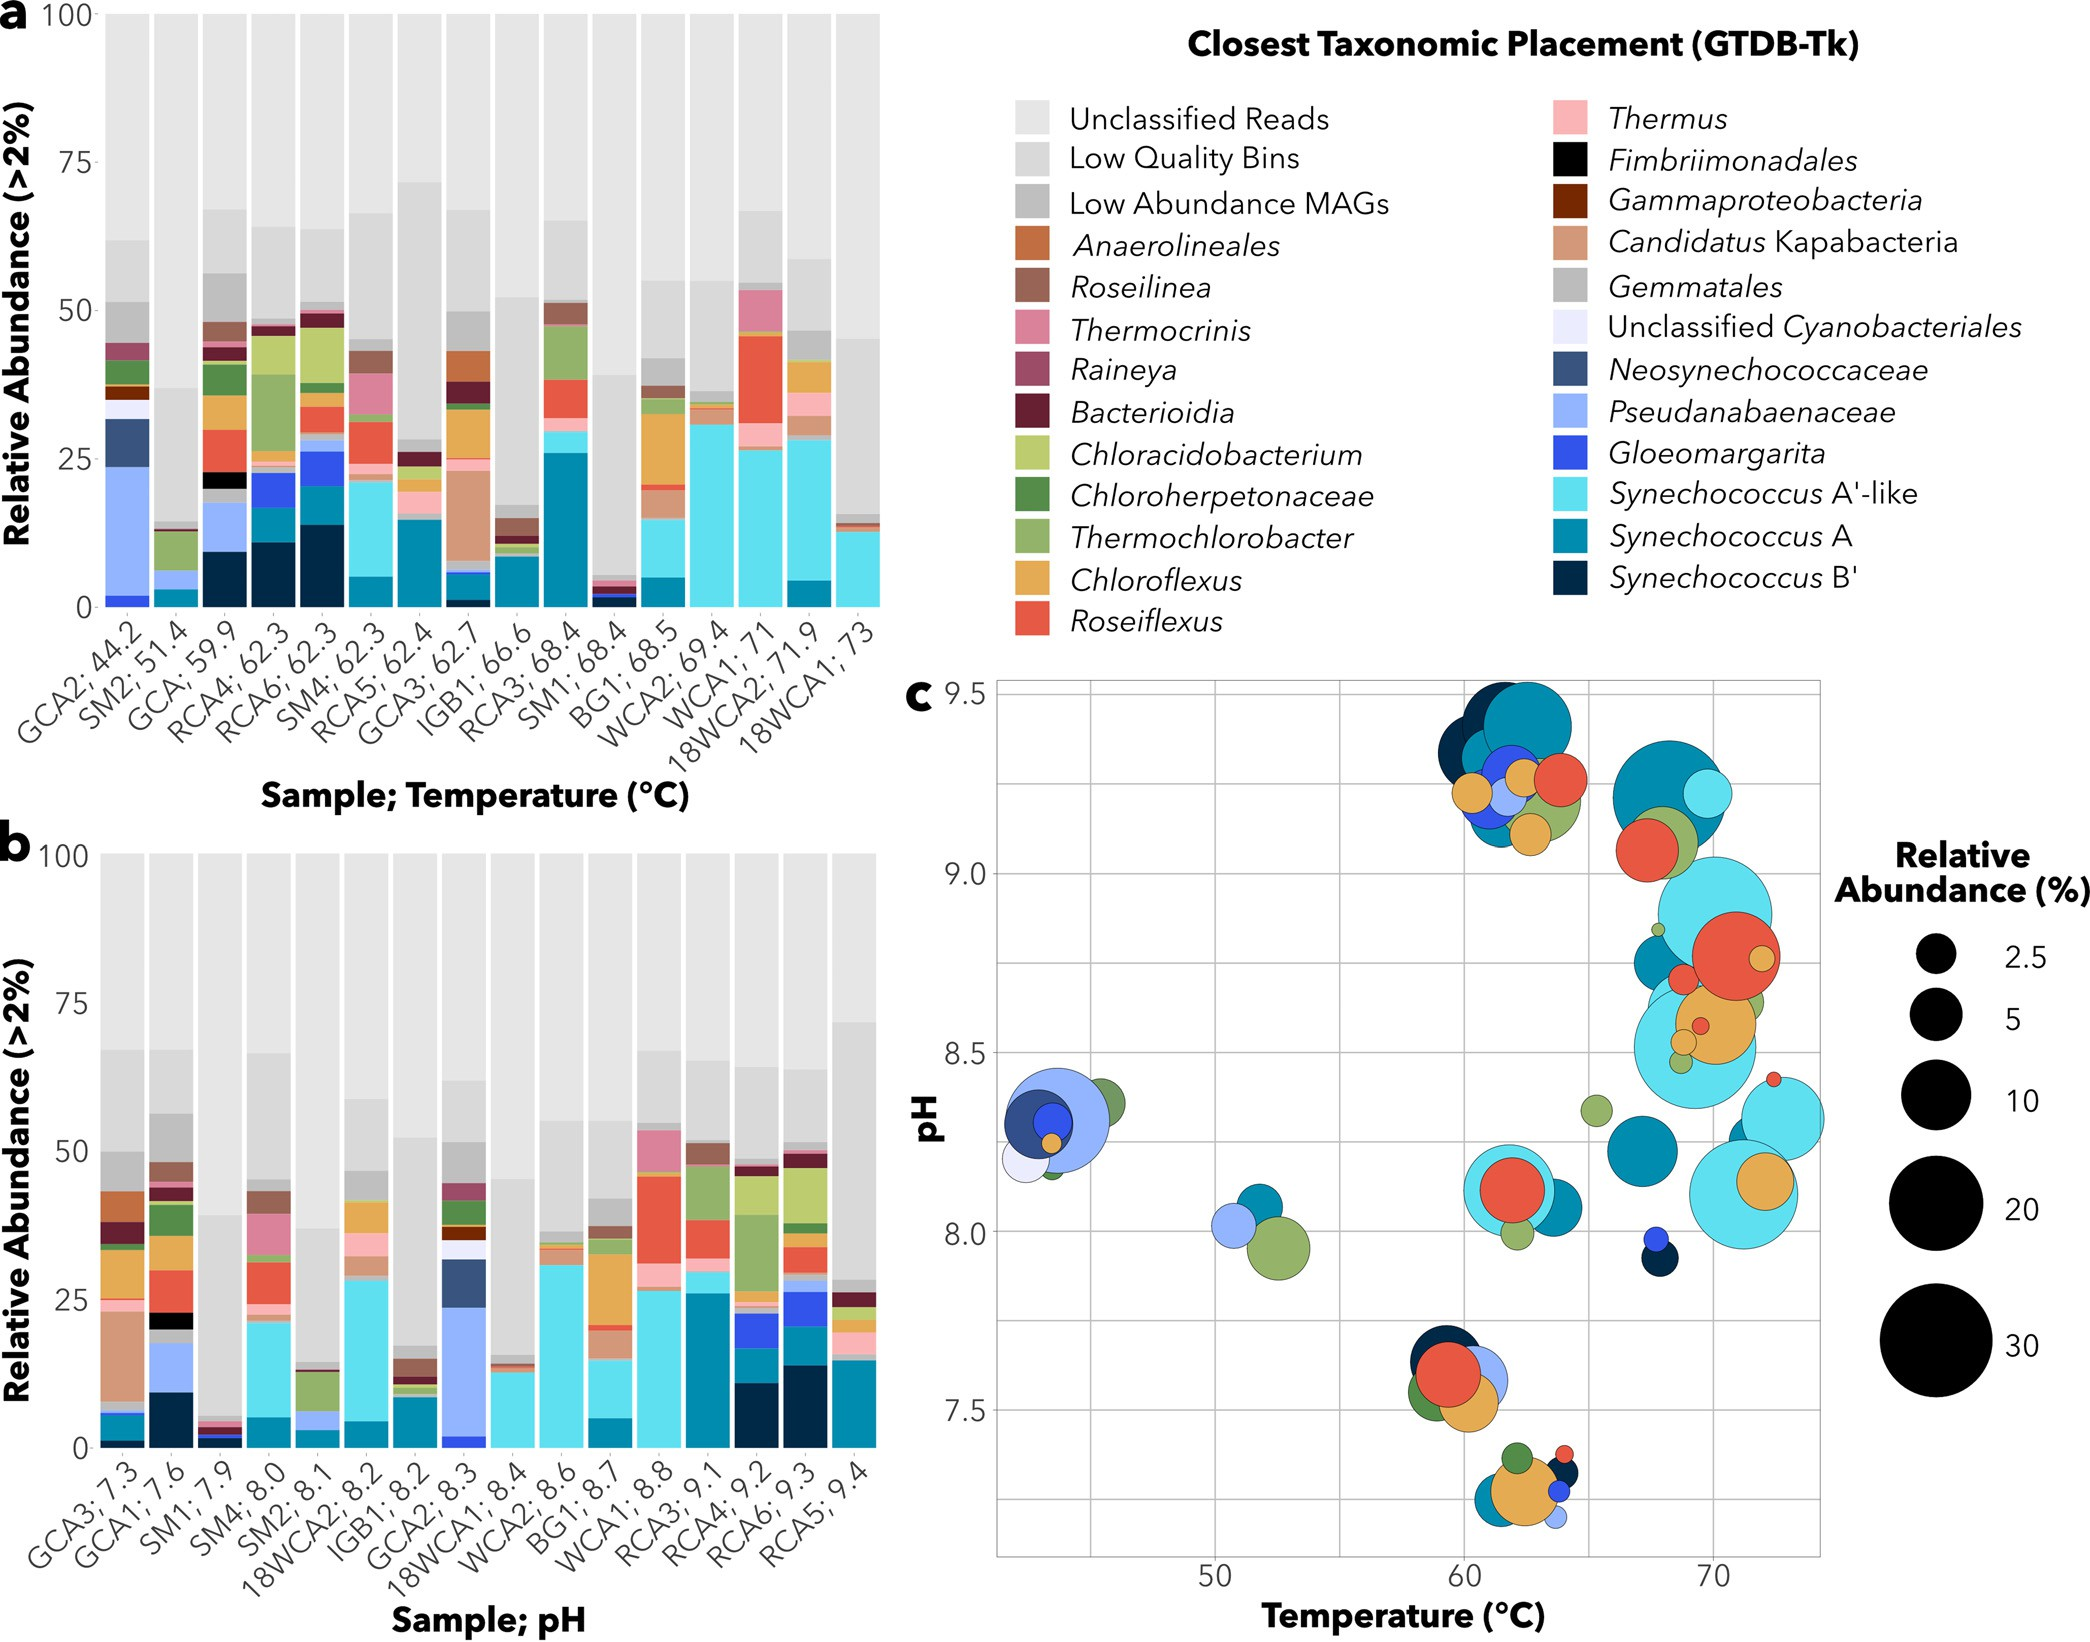 a
100
75
50
25
0
Relative Abundance (>2%)
GCA2; 44.2
SM2; 51.4
GCA; 59.9
RCA4; 62.3
RCA6; 62.3
SM4; 62.3
RCA5; 62.4
GCA3; 62.7
IGB1; 66.6
RCA3; 68.4
SM1; 68.4
BG1; 68.5
WCA2; 69.4
WCA1; 71
18WCA2; 71.9
18WCA1; 73
Sample; Temperature (°C)
Closest Taxonomic Placement (GTDB-Tk)
Unclassified Reads
Low Quality Bins
Low Abundance MAGs
Anaerolineales
Roseilinea
Thermocrinis
Raineya
Bacterioidia
Chloracidobacterium
Chloroherpetonaceae
Thermochlorobacter
Chloroflexus
Roseiflexus
Thermus
Fimbriimonadales
Gammaproteobacteria
Candidatus Kapabacteria
Gemmatales
Unclassified Cyanobacteriales
Neosynechococcaceae
Pseudanabaenaceae
Gloeomargarita
Synechococcus A'-like
Synechococcus A
Synechococcus B'
b
100
75
50
25
0
Relative Abundance (>2%)
GCA3; 7.3
GCA1; 7.6
SM1; 7.9
SM4; 8.0
SM2; 8.1
18WCA2; 8.2
IGB1; 8.2
GCA2; 8.3
18WCA1; 8.4
WCA2; 8.6
BG1; 8.7
WCA1; 8.8
RCA3; 9.1
RCA4; 9.2
RCA6; 9.3
RCA5; 9.4
Sample; pH
c
9.5
9.0
8.5
8.0
7.5
pH
50
60
70
Temperature (°C)
Relative
Abundance (%)
2.5
5
10
20
30